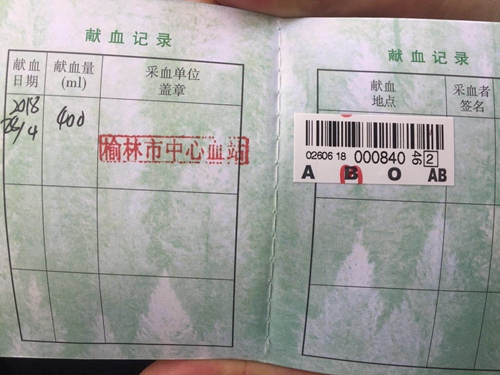 献血记录
献血日期
献血量(ml)
采血单位盖章
2018
400
榆林市中心血站
献血记录
献血地点
采血者签名
02606 18 000840 46 2
A B O AB